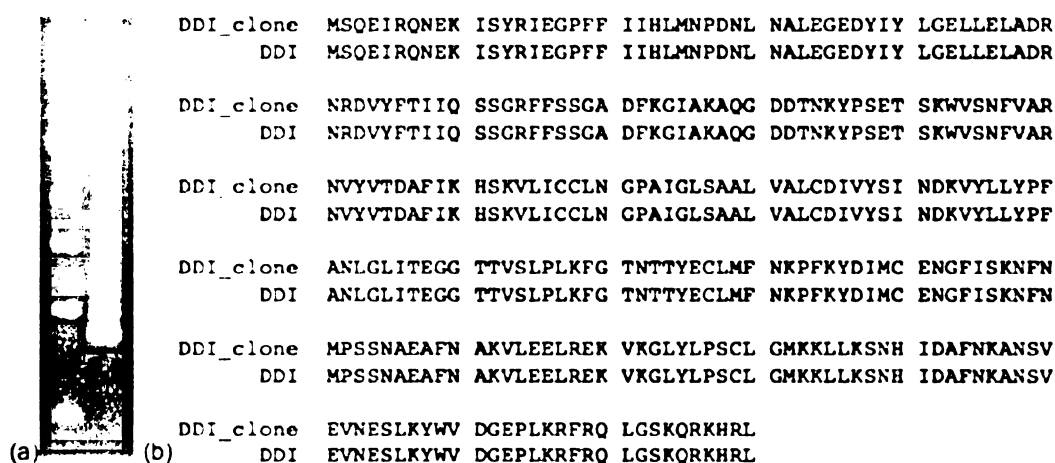 DDI_clone MSQEIRQNEK ISYRIEGPFF IIHLMNPDNL NALEGEDYIY LGELLELADR
DDI MSQEIRQNEK ISYRIEGPFF IIHLMNPDNL NALEGEDYIY LGELLELADR
DDI_clone NRDVYFTIIQ SSGRFFSSGA DFKGIAKAQG DDTNKYPSET SKWVSNFVAR
DDI NRDVYFTIIQ SSGRFFSSGA DFKGIAKAQG DDTNKYPSET SKWVSNFVAR
DDI_clone NVYVTDAFIK HSKVLICCLN GPAIGLSAAL VALCDIVYSI NDKVYLLYPF
DDI NVYVTDAFIK HSKVLICCLN GPAIGLSAAL VALCDIVYSI NDKVYLLYPF
DDI_clone ANLGLITEGG TTVSLPLKFG TNTTYECLMF NKPFKYDIMC ENGFISKNFN
DDI ANLGLITEGG TTVSLPLKFG TNTTYECLMF NKPFKYDIMC ENGFISKNFN
DDI_clone MPSSNAEAFN AKVLEELREK VKGLYLPSCL GMKKLLKSNH IDAFNKANSV
DDI MPSSNAEAFN AKVLEELREK VKGLYLPSCL GMKKLLKSNH IDAFNKANSV
DDI_clone EVNESLKYWV DGEPLKRFRQ LGSKQRKHRL
DDI EVNESLKYWV DGEPLKRFRQ LGSKQRKHRL
(a) (b)